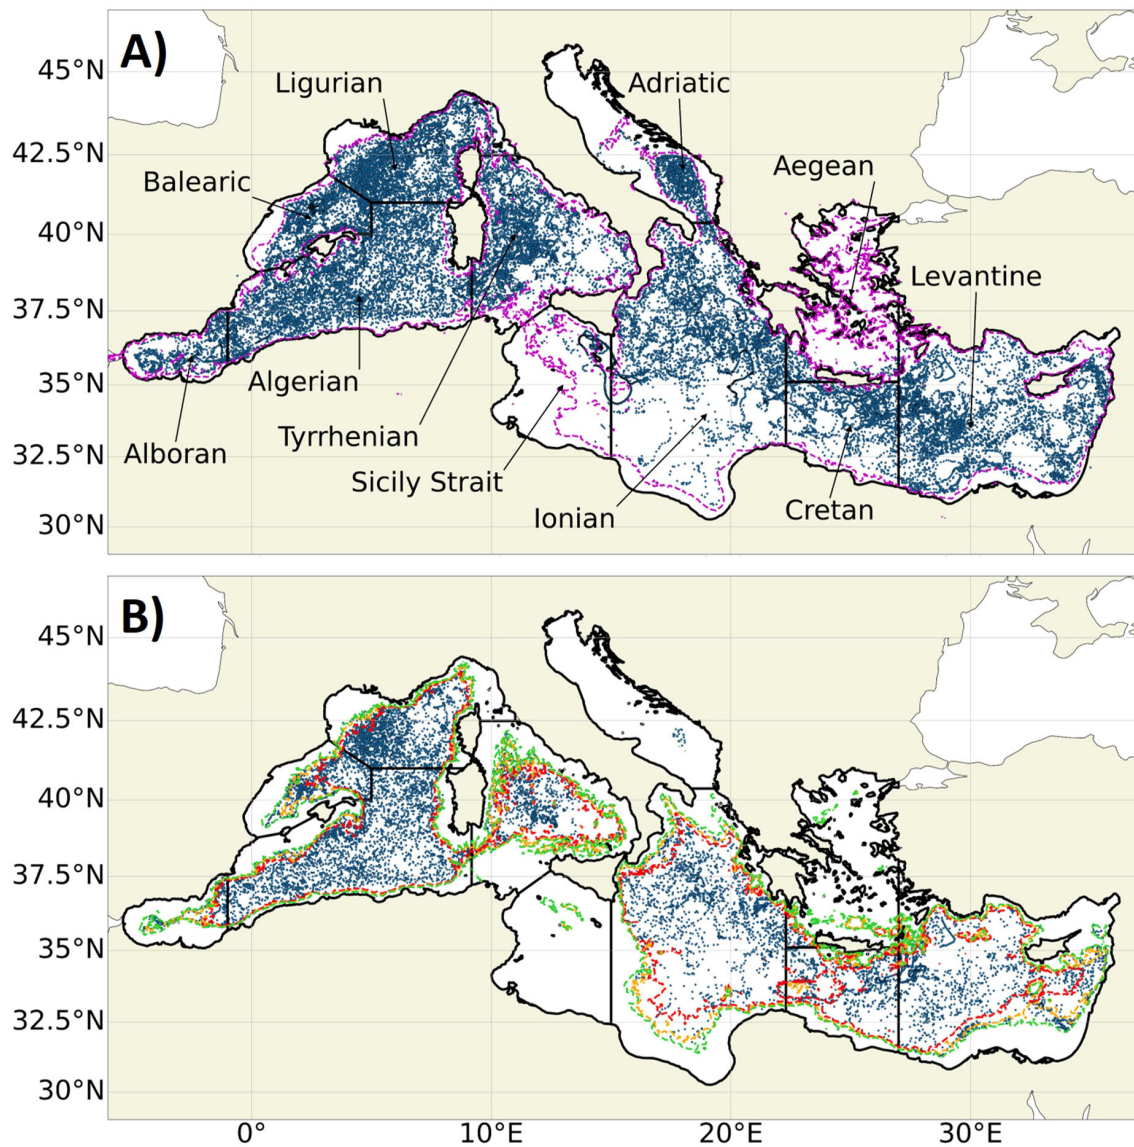 A)
45°N
Ligurian
Adriatic
42.5°N
Aegean
Balearic
40°N
Levantine
37.5°N
35°N
Algerian
Tyrrhenian
32.5°N
Alboran
Sicily Strait
Ionian
Cretan
30°N
B)
45°N
42.5°N
40°N
37.5°N
35°N
32.5°N
30°N
0°
10°E
20°E
30°E